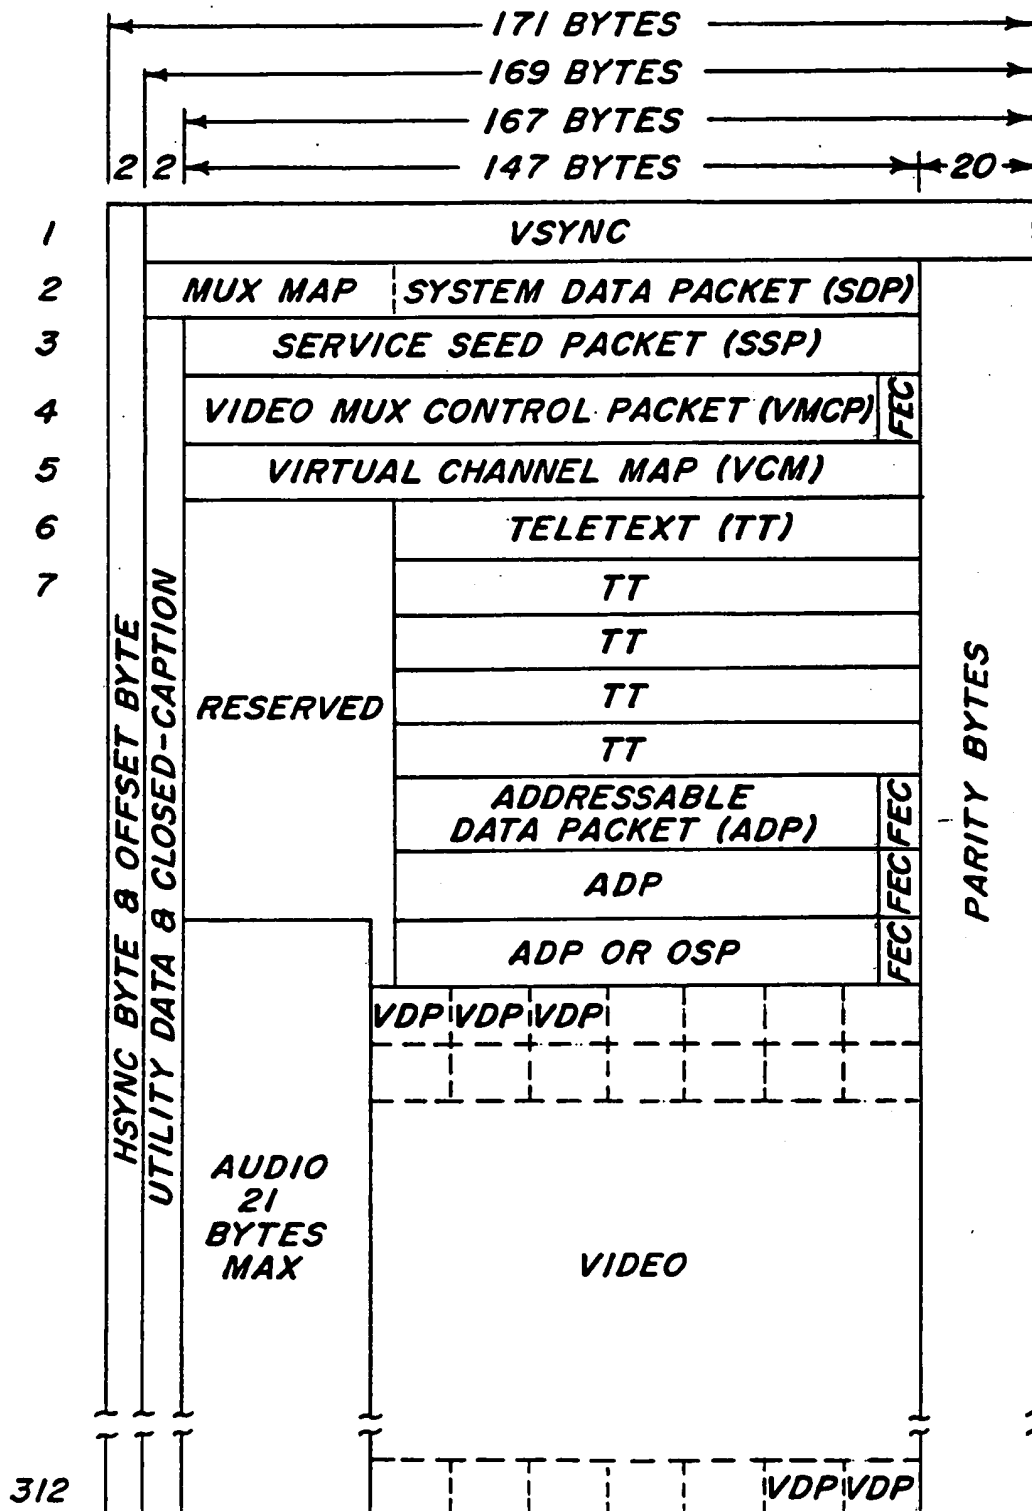 171 BYTES
169 BYTES
167 BYTES
2 2 147 BYTES 20
1 VSYNC
2 MUX MAP SYSTEM DATA PACKET (SDP)
3 SERVICE SEED PACKET (SSP)
4 VIDEO MUX CONTROL PACKET (VMCP) FEC
5 VIRTUAL CHANNEL MAP (VCM)
6 TELETEXT (TT)
7 TT
TT
TT
TT
RESERVED
ADDRESSABLE
DATA PACKET (ADP) FEC
ADP FEC
ADP OR OSP FEC
HSYNC BYTE & OFFSET BYTE
UTILITY DATA & CLOSED-CAPTION
PARITY BYTES
VDP VDP VDP
AUDIO
21
BYTES
MAX
VIDEO
312 VDP VDP